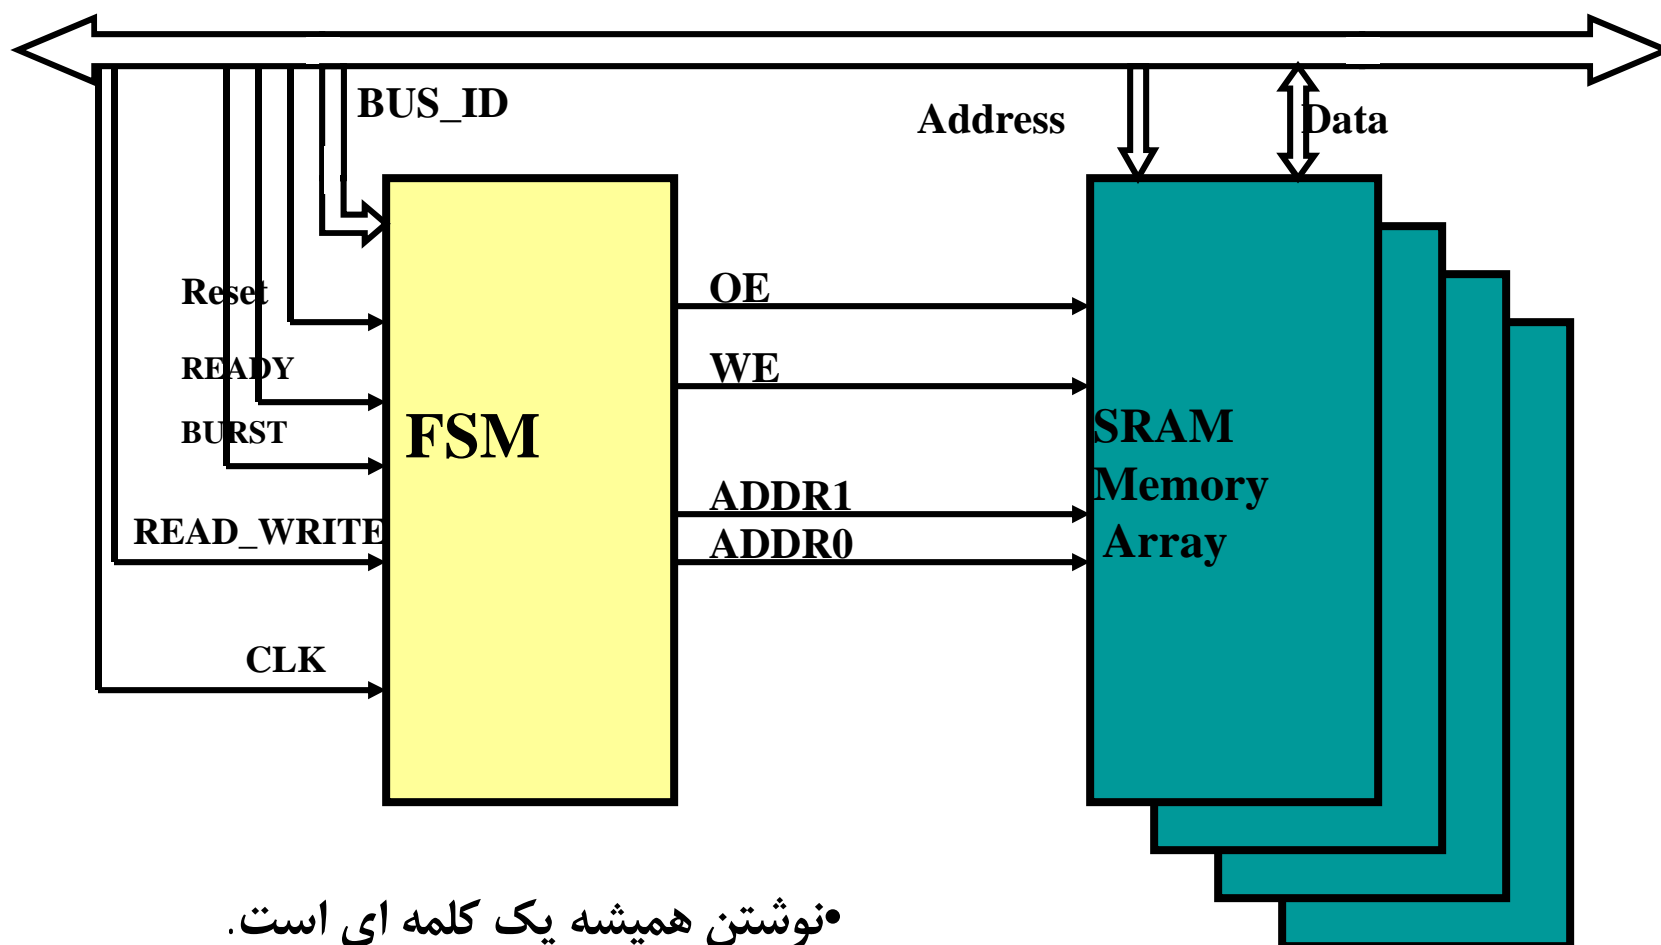 BUS_ID
Address
Data
Reset
OE
READY
WE
BURST
FSM
SRAM
Memory
Array
ADDR1
READ_WRITE
ADDR0
CLK
•نوشتن همیشه یک کلمه ای است.